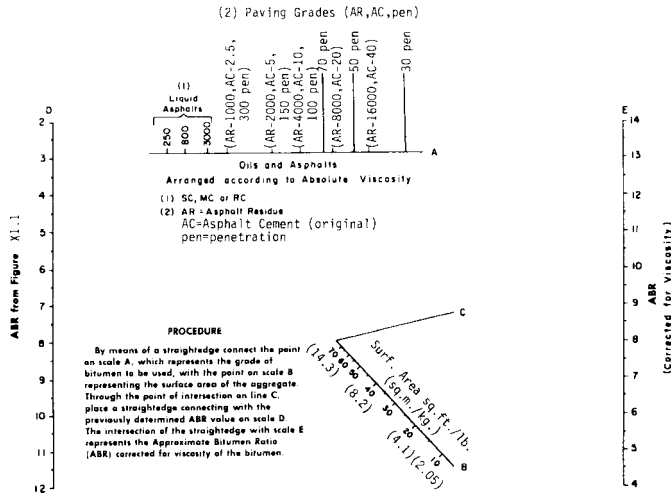 (2) Paving Grades (AR,AC,pen)
(1)
Liquid
Asphalts
250
800
3000
(AR-1000,AC-2.5,
300 pen)
(AR-2000,AC-5,
150 pen)
(AR-4000,AC-10,
100 pen)
70 pen
(AR-8000,AC-20)
50 pen
(AR-16000,AC-40)
30 pen
A
Oils and Asphalts
Arranged according to Absolute Viscosity
(1) SC, MC or RC
(2) AR = Asphalt Residue
AC=Asphalt Cement (original)
pen=penetration
D
2
3
4
5
6
7
8
9
10
11
12
ABR from Figure X1.1
PROCEDURE
By means of a straightedge connect the point
on scale A, which represents the grade of
bitumen to be used, with the point on scale B
representing the surface area of the aggregate.
Through the point of intersection on line C,
place a straightedge connecting with the
previously determined ABR value on scale D.
The intersection of the straightedge with scale E
represents the Approximate Bitumen Ratio
(ABR) corrected for viscosity of the bitumen.
C
Surf. Area sq.ft./lb.
(sq.m./kg.)
70
60
50
40
30
20
10
(14.3)
(8.2)
(4.1)
(2.05)
B
E
14
13
12
11
10
9
8
7
6
5
4
ABR
(Corrected for Viscosity)